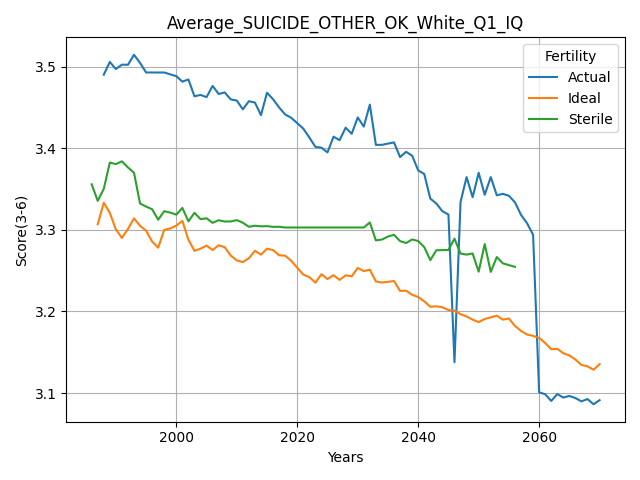 Average_SUICIDE_OTHER_OK_White_Q1_IQ
Fertility
Actual
Ideal
Sterile
Score(3-6)
3.5
3.4
3.3
3.2
3.1
2000 2020 2040 2060
Years